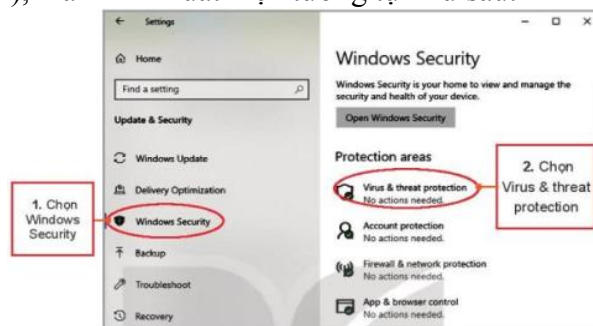 Settings
Home
Find a setting
Update & Security
Windows Update
Delivery Optimization
Windows Security
Backup
Troubleshoot
Recovery
1. Chọn
Windows
Security
Windows Security
Windows Security is your home to view and manage the
security and health of your device.
Open Windows Security
Protection areas
Virus & threat protection
No actions needed.
Account protection
No actions needed.
Firewall & network protection
No actions needed.
App & browser control
No actions needed.
2. Chọn
Virus & threat
protection